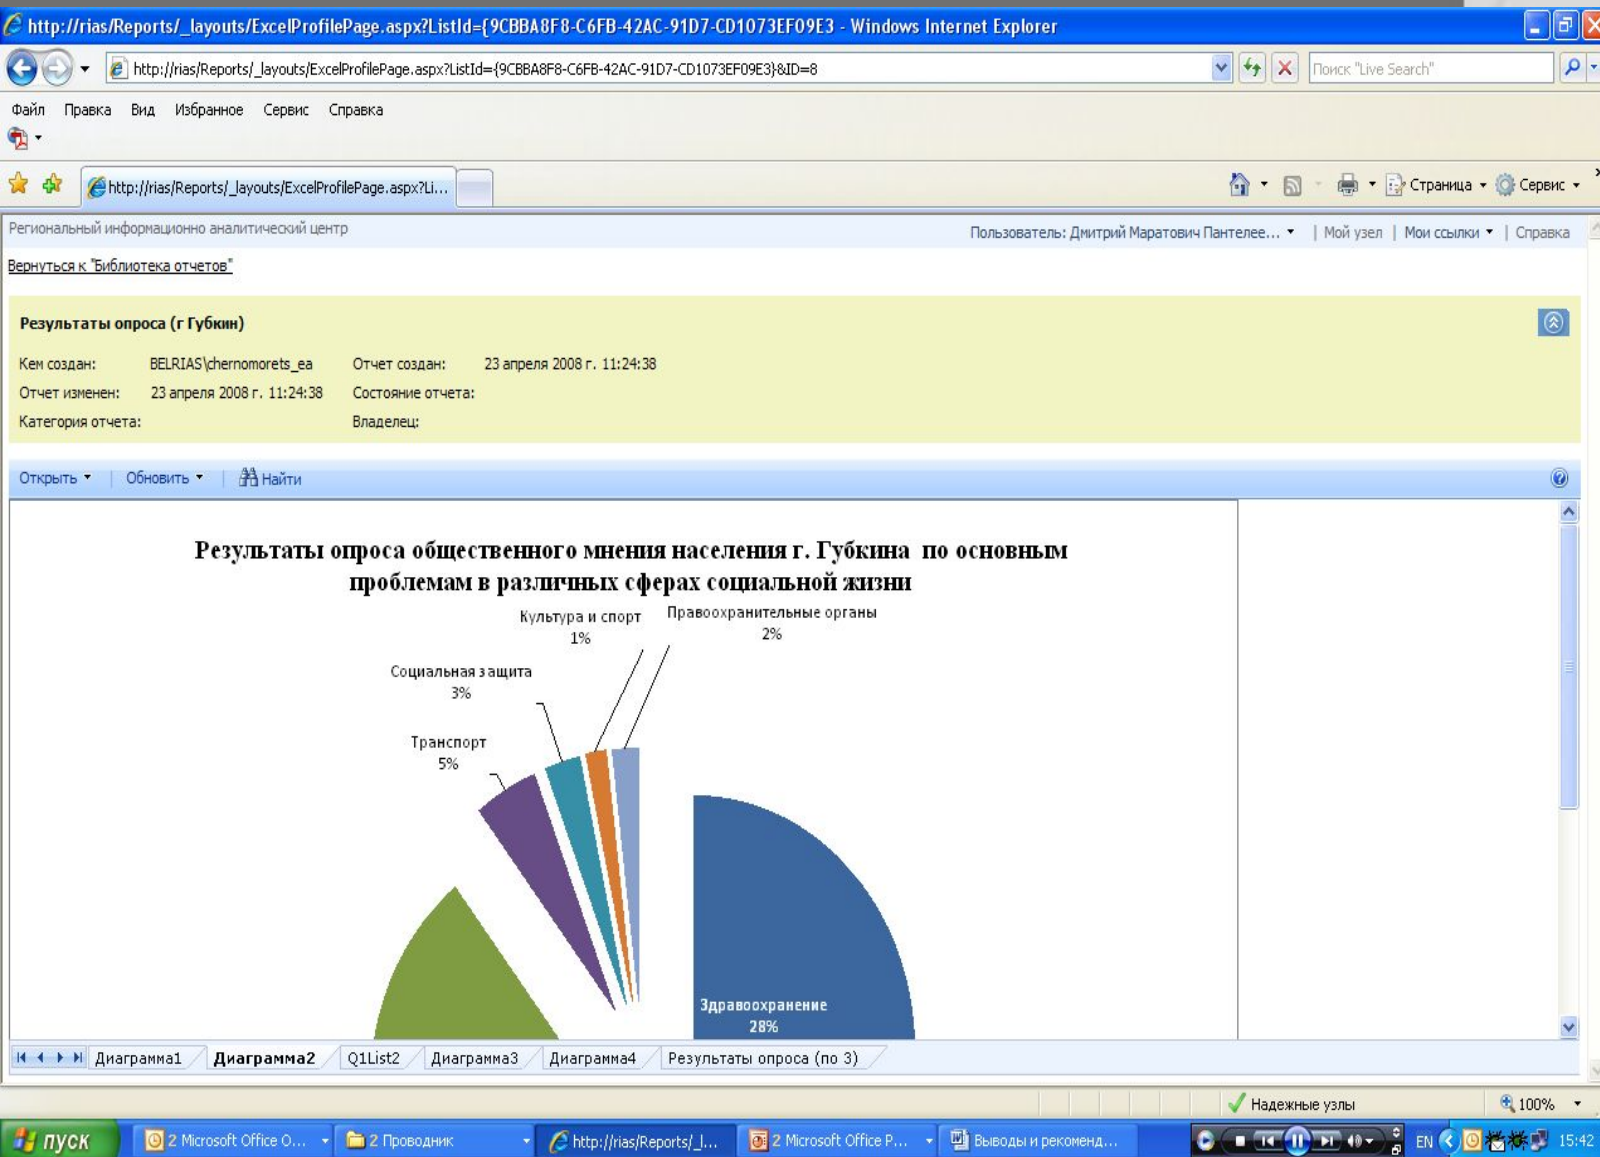 http://rias/Reports/_layouts/ExcelProfilePage.aspx?ListId={9CBBA8F8-C6FB-42AC-91D7-CD1073EF09E3 - Windows Internet Explorer
http://rias/Reports/_layouts/ExcelProfilePage.aspx?ListId={9CBBA8F8-C6FB-42AC-91D7-CD1073EF09E3}&ID=8
Поиск "Live Search"
Файл Правка Вид Избранное Сервис Справка
http://rias/Reports/_layouts/ExcelProfilePage.aspx?Li...
Страница Сервис
Региональный информационно аналитический центр
Пользователь: Дмитрий Маратович Пантелее... | Мой узел | Мои ссылки | Справка
Вернуться к "Библиотека отчетов"
Результаты опроса (г Губкин)
Кем создан: BELRIAS\chernomorets_ea Отчет создан: 23 апреля 2008 г. 11:24:38
Отчет изменен: 23 апреля 2008 г. 11:24:38 Состояние отчета:
Категория отчета: Владелец:
Открыть | Обновить | Найти
Результаты опроса общественного мнения населения г. Губкина по основным
проблемам в различных сферах социальной жизни
Культура и спорт
1%
Правоохранительные органы
2%
Социальная защита
3%
Транспорт
5%
Здравоохранение
28%
Диаграмма1 Диаграмма2 Q1List2 Диаграмма3 Диаграмма4 Результаты опроса (по 3)
Надежные узлы 100%
пуск 2 Microsoft Office O... 2 Проводник http://rias/Reports/_l... 2 Microsoft Office P... Выводы и рекоменд... EN 15:42